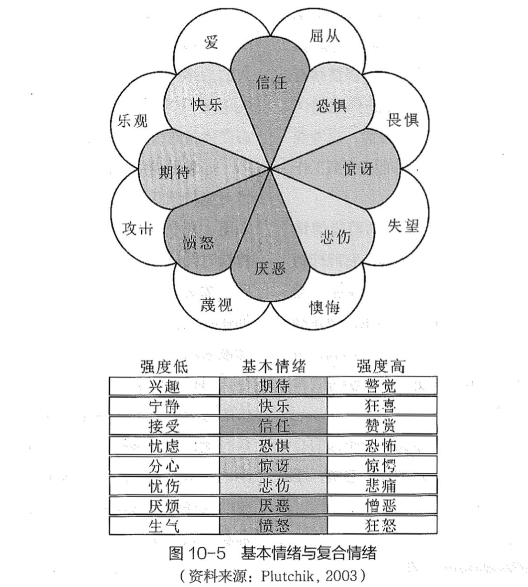 爱 屈从
信任
快乐 恐惧
乐观 畏惧
期待 惊讶
攻击 失望
愤怒 悲伤
厌恶
蔑视 懊悔
强度低 基本情绪 强度高
兴趣 期待 警觉
宁静 快乐 狂喜
接受 信任 赞赏
忧虑 恐惧 恐怖
分心 惊讶 惊愕
忧伤 悲伤 悲痛
厌烦 厌恶 憎恶
生气 愤怒 狂怒
图 10-5 基本情绪与复合情绪
（资料来源：Plutchik，2003）